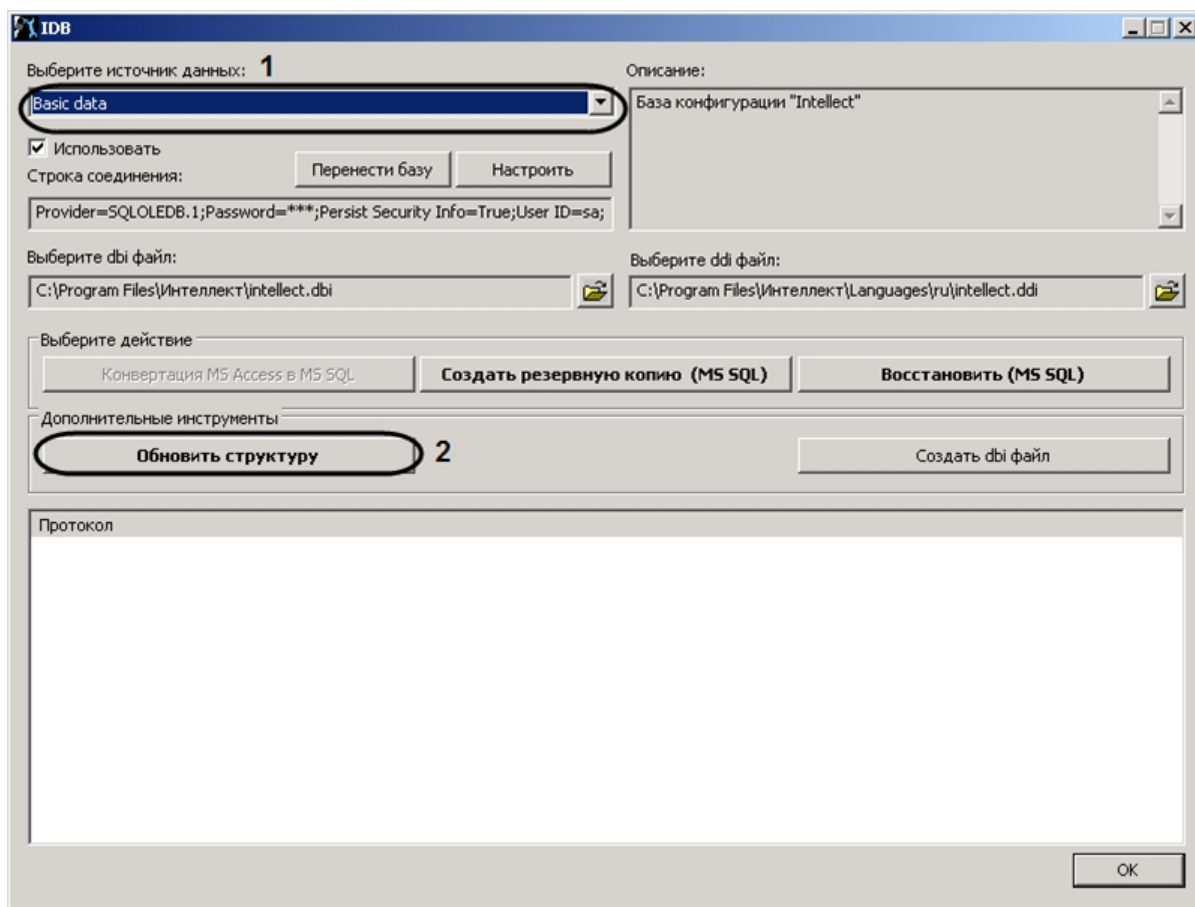 IDB
Выберите источник данных: 1
Описание:
Basic data
База конфигурации "Intellect"
Использовать
Строка соединения:
Перенести базу
Настроить
Provider=SQLOLEDB.1;Password=***;Persist Security Info=True;User ID=sa;
Выберите dbi файл:
Выберите ddi файл:
C:\Program Files\Интеллект\intellect.dbi
C:\Program Files\Интеллект\Languages\ru\intellect.ddi
Выберите действие
Конвертация MS Access в MS SQL
Создать резервную копию (MS SQL)
Восстановить (MS SQL)
Дополнительные инструменты
Обновить структуру 2
Создать dbi файл
Протокол
OK